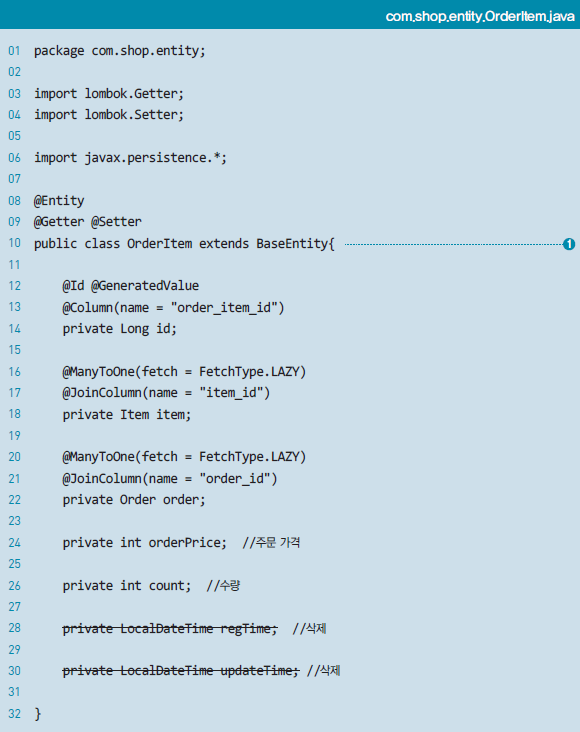 com.shop.entity.OrderItem.java
01 package com.shop.entity;
02
03 import lombok.Getter;
04 import lombok.Setter;
05
06 import javax.persistence.*;
07
08 @Entity
09 @Getter @Setter
10 public class OrderItem extends BaseEntity{ 1
11
12 @Id @GeneratedValue
13 @Column(name = "order_item_id")
14 private Long id;
15
16 @ManyToOne(fetch = FetchType.LAZY)
17 @JoinColumn(name = "item_id")
18 private Item item;
19
20 @ManyToOne(fetch = FetchType.LAZY)
21 @JoinColumn(name = "order_id")
22 private Order order;
23
24 private int orderPrice; //주문 가격
25
26 private int count; //수량
27
28 private LocalDateTime regTime; //삭제
29
30 private LocalDateTime updateTime; //삭제
31
32 }